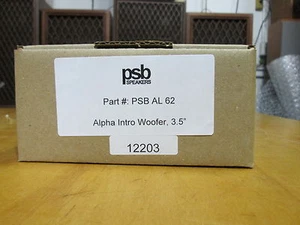 psb
SPEAKERS
Part #: PSB AL 62
Alpha Intro Woofer, 3.5"
12203